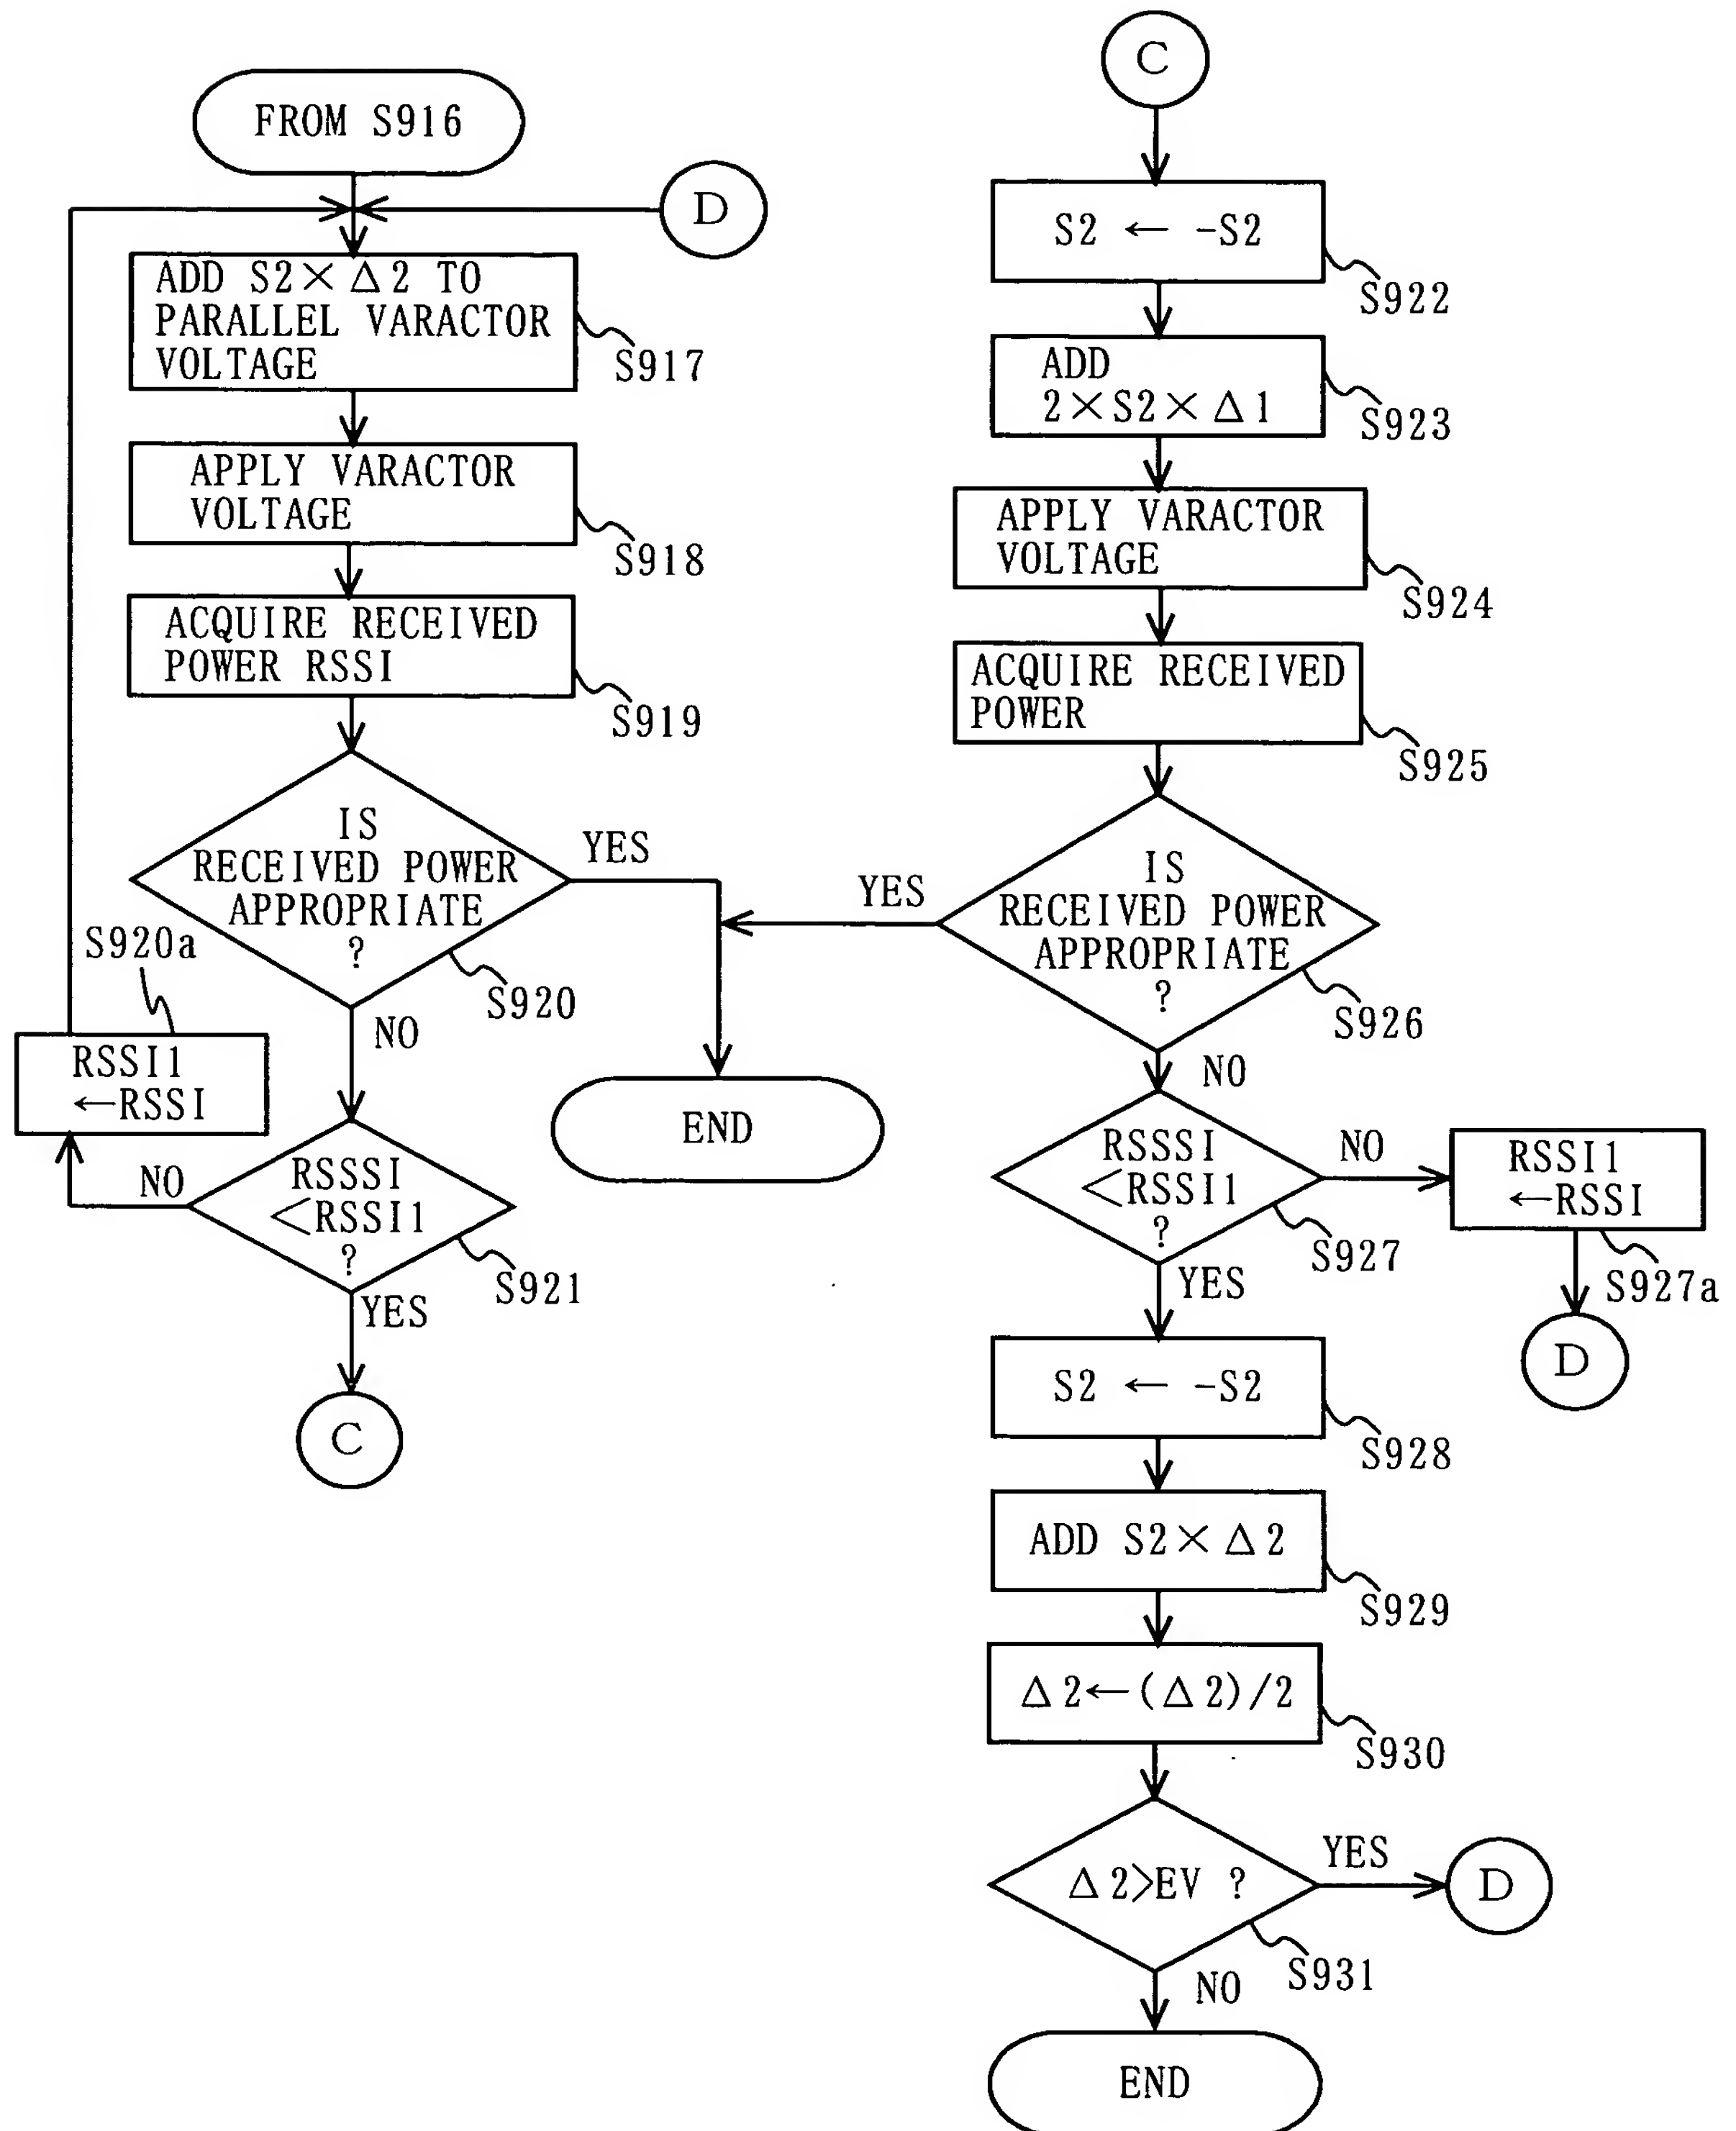 FROM S916
D
ADD S2× Δ2 TO
PARALLEL VARACTOR
VOLTAGE
S917
APPLY VARACTOR
VOLTAGE
S918
ACQUIRE RECEIVED
POWER RSSI
S919
IS
RECEIVED POWER
APPROPRIATE
?
YES
S920
NO
S920a
RSSI1
←RSSI
NO
RSSSI
<RSSI1
?
S921
YES
C
END
C
S2 ← -S2
S922
ADD
2×S2× Δ1
S923
APPLY VARACTOR
VOLTAGE
S924
ACQUIRE RECEIVED
POWER
S925
YES
IS
RECEIVED POWER
APPROPRIATE
?
S926
NO
RSSSI
<RSSI1
?
S927
NO
RSSI1
←RSSI
S927a
D
YES
S2 ← -S2
S928
ADD S2× Δ2
S929
Δ2←(Δ2)/2
S930
Δ2>EV ?
YES
D
S931
NO
END